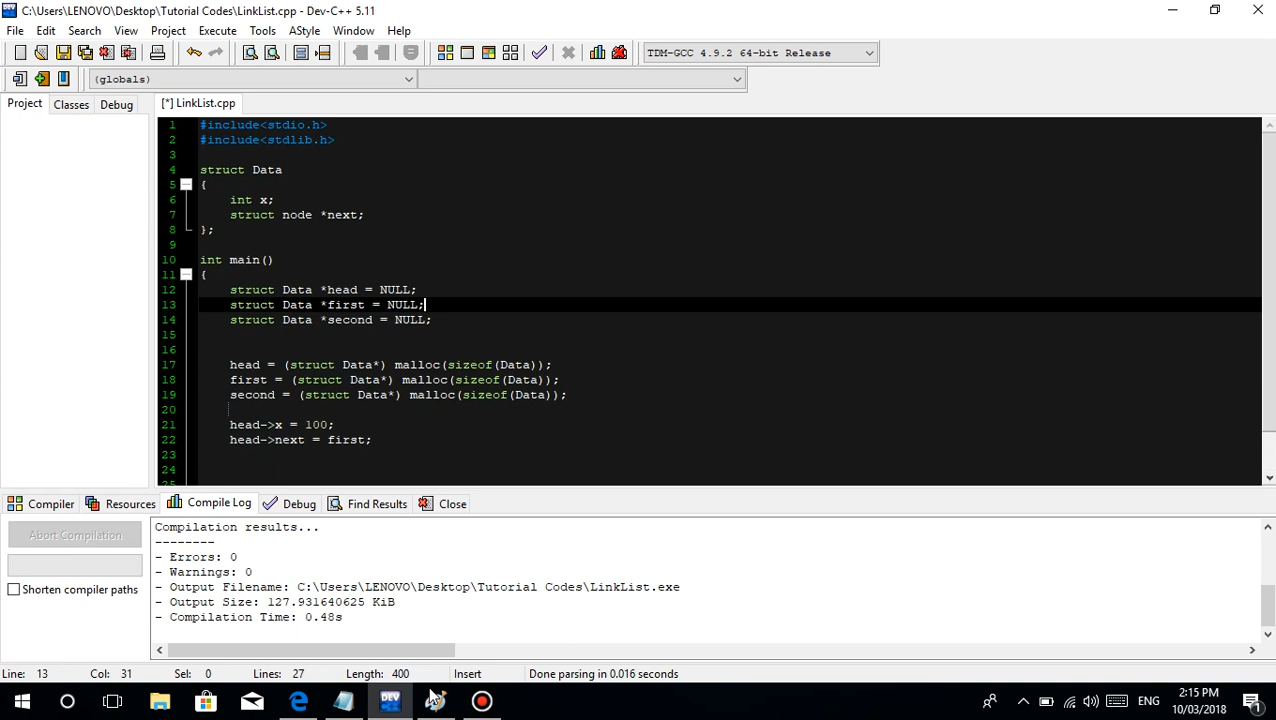 C:\Users\LENOVO\Desktop\Tutorial Codes\LinkList.cpp - Dev-C++ 5.11
File Edit Search View Project Execute Tools AStyle Window Help
TDM-GCC 4.9.2 64-bit Release
(globals)
Project Classes Debug [*] LinkList.cpp
1 #include<stdio.h>
2 #include<stdlib.h>
3
4 struct Data
5 {
6 int x;
7 struct node *next;
8 };
9
10 int main()
11 {
12 struct Data *head = NULL;
13 struct Data *first = NULL;
14 struct Data *second = NULL;
15
16
17 head = (struct Data*) malloc(sizeof(Data));
18 first = (struct Data*) malloc(sizeof(Data));
19 second = (struct Data*) malloc(sizeof(Data));
20
21 head->x = 100;
22 head->next = first;
23
24
25
Compiler Resources Compile Log Debug Find Results Close
Abort Compilation
Shorten compiler paths
Compilation results...
--------
- Errors: 0
- Warnings: 0
- Output Filename: C:\Users\LENOVO\Desktop\Tutorial Codes\LinkList.exe
- Output Size: 127.931640625 KiB
- Compilation Time: 0.48s
Line: 13 Col: 31 Sel: 0 Lines: 27 Length: 400 Insert Done parsing in 0.016 seconds
DEV ENG 2:15 PM
10/03/2018 1